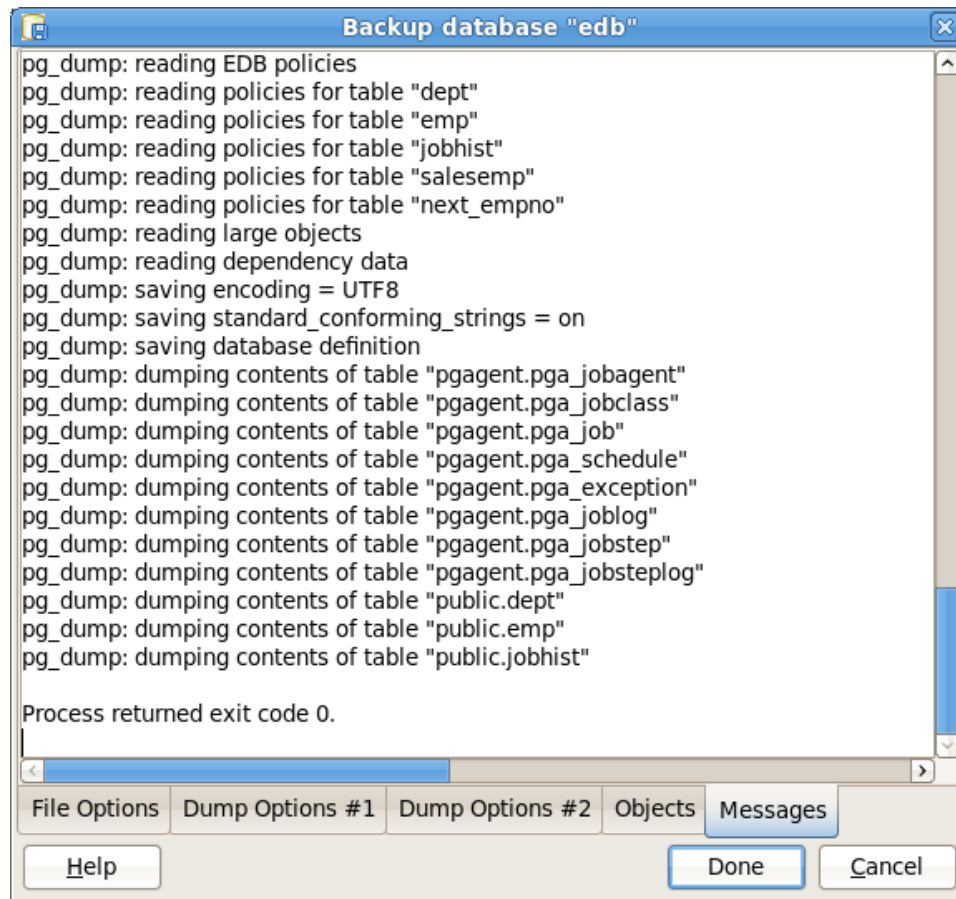 Backup database "edb"
pg_dump: reading EDB policies
pg_dump: reading policies for table "dept"
pg_dump: reading policies for table "emp"
pg_dump: reading policies for table "jobhist"
pg_dump: reading policies for table "salesemp"
pg_dump: reading policies for table "next_empno"
pg_dump: reading large objects
pg_dump: reading dependency data
pg_dump: saving encoding = UTF8
pg_dump: saving standard_conforming_strings = on
pg_dump: saving database definition
pg_dump: dumping contents of table "pgagent.pga_jobagent"
pg_dump: dumping contents of table "pgagent.pga_jobclass"
pg_dump: dumping contents of table "pgagent.pga_job"
pg_dump: dumping contents of table "pgagent.pga_schedule"
pg_dump: dumping contents of table "pgagent.pga_exception"
pg_dump: dumping contents of table "pgagent.pga_joblog"
pg_dump: dumping contents of table "pgagent.pga_jobstep"
pg_dump: dumping contents of table "pgagent.pga_jobsteplog"
pg_dump: dumping contents of table "public.dept"
pg_dump: dumping contents of table "public.emp"
pg_dump: dumping contents of table "public.jobhist"
Process returned exit code 0.
File Options Dump Options #1 Dump Options #2 Objects Messages
Help Done Cancel